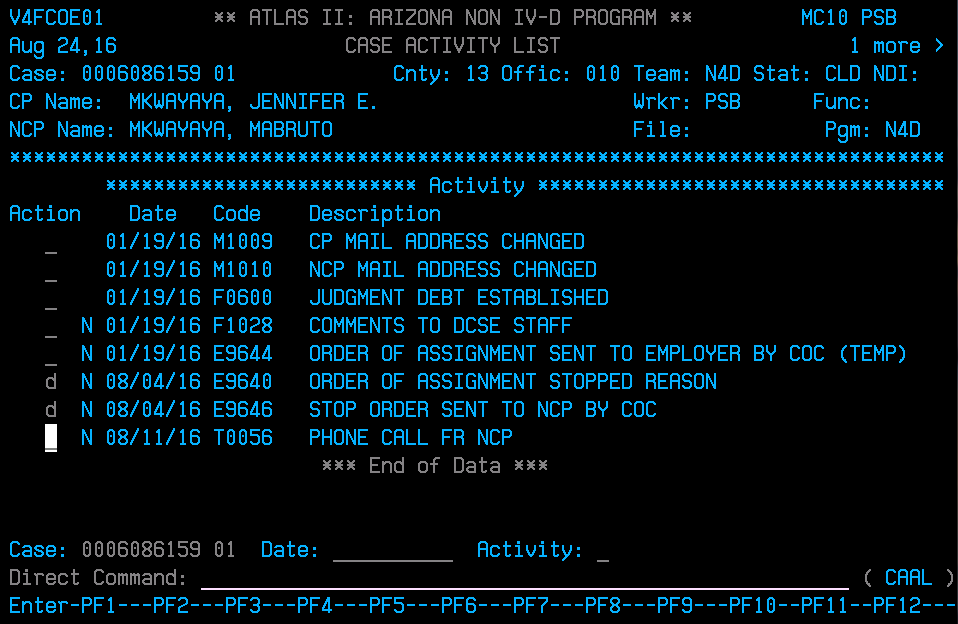 V4FCOE01 ** ATLAS II: ARIZONA NON IV-D PROGRAM ** MC10 PSB
Aug 24,16 CASE ACTIVITY LIST 1 more >
Case: 0006086159 01 Cnty: 13 Offic: 010 Team: N4D Stat: CLD NDI:
CP Name: MKWAYAYA, JENNIFER E. Wrkr: PSB Func:
NCP Name: MKWAYAYA, MABRUTO File: Pgm: N4D
******************************************************************************
************************** Activity **********************************
Action Date Code Description
_ 01/19/16 M1009 CP MAIL ADDRESS CHANGED
_ 01/19/16 M1010 NCP MAIL ADDRESS CHANGED
_ 01/19/16 F0600 JUDGMENT DEBT ESTABLISHED
_ N 01/19/16 F1028 COMMENTS TO DCSE STAFF
_ N 01/19/16 E9644 ORDER OF ASSIGNMENT SENT TO EMPLOYER BY COC (TEMP)
d N 08/04/16 E9640 ORDER OF ASSIGNMENT STOPPED REASON
d N 08/04/16 E9646 STOP ORDER SENT TO NCP BY COC
_ N 08/11/16 T0056 PHONE CALL FR NCP
*** End of Data ***
Case: 0006086159 01 Date: __________ Activity: _
Direct Command: ______________________________________________________ ( CAAL )
Enter-PF1---PF2---PF3---PF4---PF5---PF6---PF7---PF8---PF9---PF10--PF11--PF12---